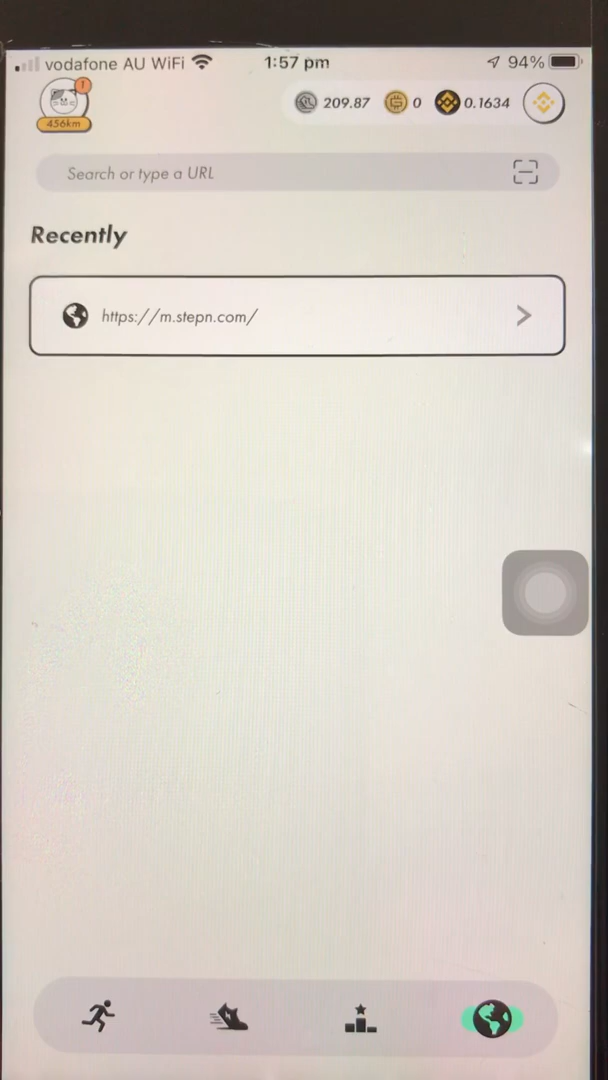 vodafone AU WiFi 1:57 pm 94%
1
456km
209.87 0 0.1634
Search or type a URL
Recently
https://m.stepn.com/